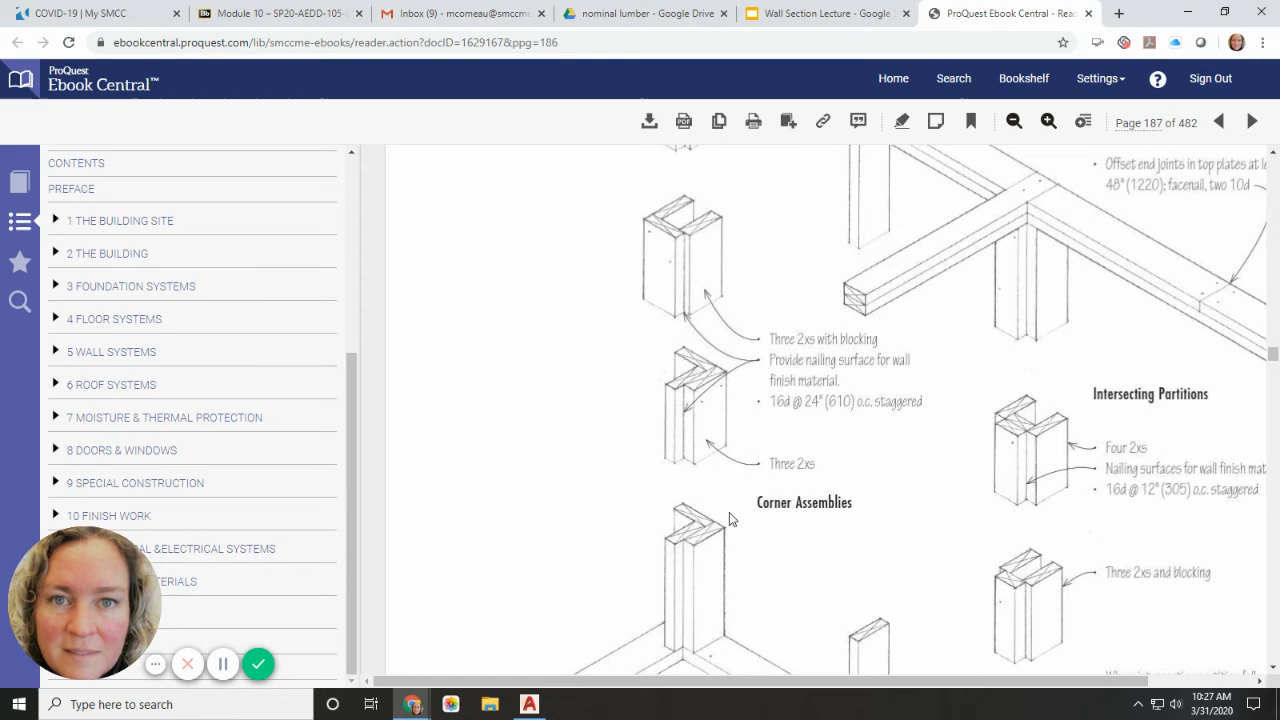 COVID-19 | My SMCC
Module 10 – SP20-AEDD-105-
Inbox (9) - mcomeau@smccme
nominal lumber - Google Drive
Wall Section Lecture - Google S
ProQuest Ebook Central - Rea
ebookcentral.proquest.com/lib/smccme-ebooks/reader.action?docID=1629167&ppg=186
ProQuest
Ebook Central™
Home
Search
Bookshelf
Settings
Sign Out
Page 187 of 482
CONTENTS
PREFACE
1 THE BUILDING SITE
2 THE BUILDING
3 FOUNDATION SYSTEMS
4 FLOOR SYSTEMS
5 WALL SYSTEMS
6 ROOF SYSTEMS
7 MOISTURE & THERMAL PROTECTION
8 DOORS & WINDOWS
9 SPECIAL CONSTRUCTION
10 FINISH WORK
AL &ELECTRICAL SYSTEMS
TERIALS
• Offset end joints in top plates at le
48" (1220); facenail, two 10d
Three 2xs with blocking
Provide nailing surface for wall
finish material.
• 16d @ 24" (610) o.c. staggered
Three 2xs
Corner Assemblies
Intersecting Partitions
Four 2xs
Nailing surfaces for wall finish mat
• 16d @ 12" (305) o.c. staggered
Three 2xs and blocking
Type here to search
10:27 AM
3/31/2020